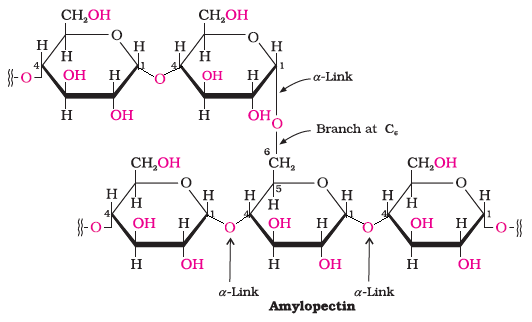 CH₂OH CH₂OH
O O
H H H H
H H
4 1 4 1
O OH H O OH H α-Link
H OH H OH
O Branch at C₆
6
CH₂OH CH₂ CH₂OH
O 5 O O
H H H H H H
H H H
4 1 4 1 4 1
O OH H O OH H O OH H O
H OH H OH H OH
α-Link α-Link
Amylopectin